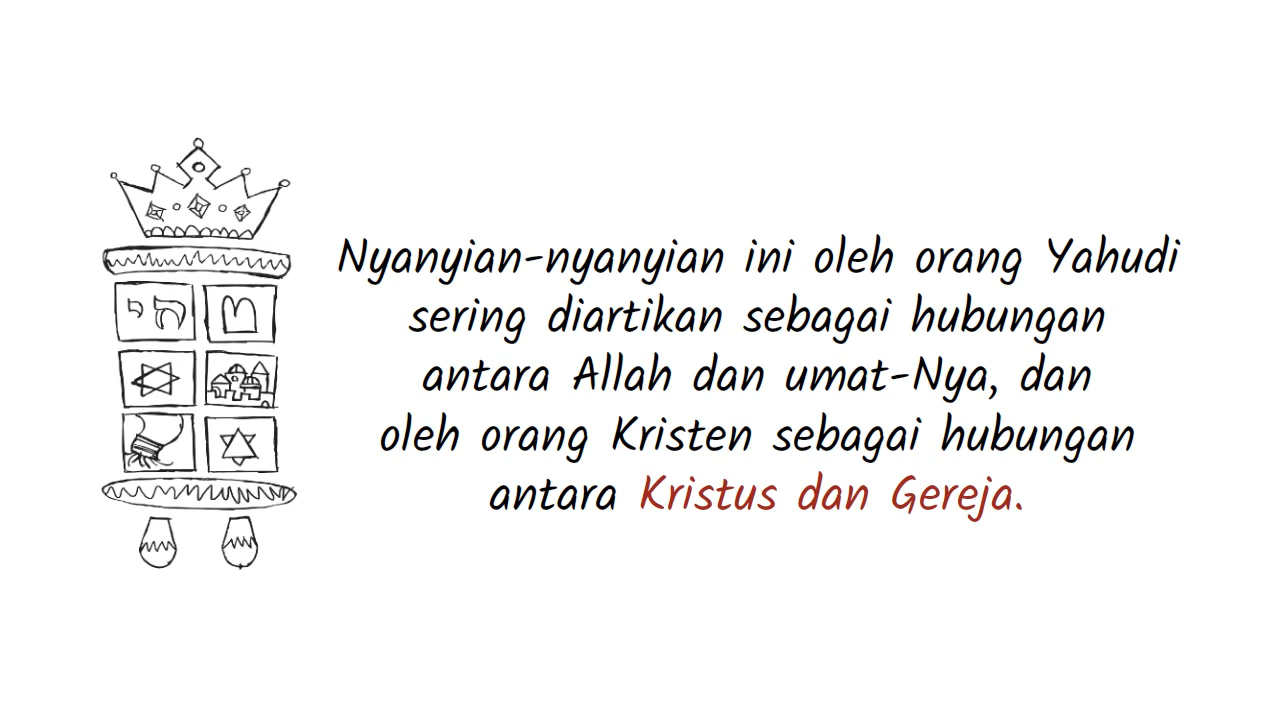 הי
מ
Nyanyian-nyanyian ini oleh orang Yahudi
sering diartikan sebagai hubungan
antara Allah dan umat-Nya, dan
oleh orang Kristen sebagai hubungan
antara Kristus dan Gereja.